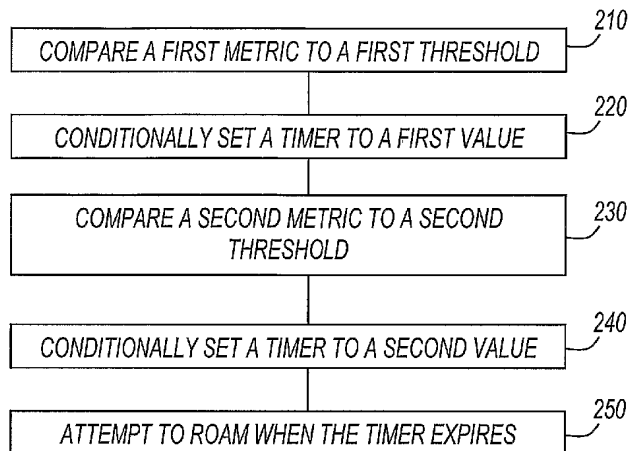 210
COMPARE A FIRST METRIC TO A FIRST THRESHOLD
220
CONDITIONALLY SET A TIMER TO A FIRST VALUE
230
COMPARE A SECOND METRIC TO A SECOND
THRESHOLD
240
CONDITIONALLY SET A TIMER TO A SECOND VALUE
250
ATTEMPT TO ROAM WHEN THE TIMER EXPIRES